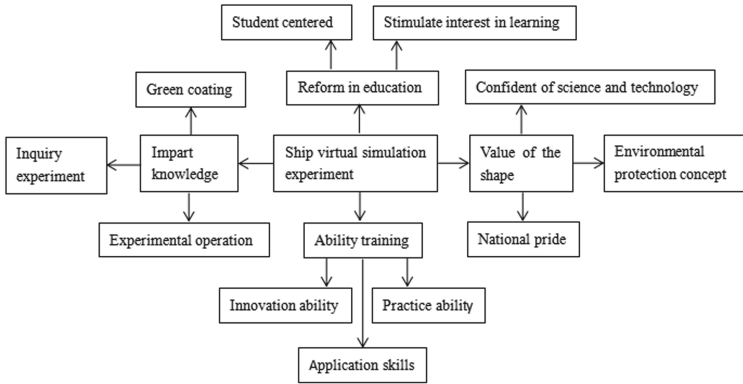 Student centered
Stimulate interest in learning
Green coating
Reform in education
Confident of science and technology
Inquiry
experiment
Impart
knowledge
Ship virtual simulation
experiment
Value of the
shape
Environmental
protection concept
Experimental operation
Ability training
National pride
Innovation ability
Practice ability
Application skills